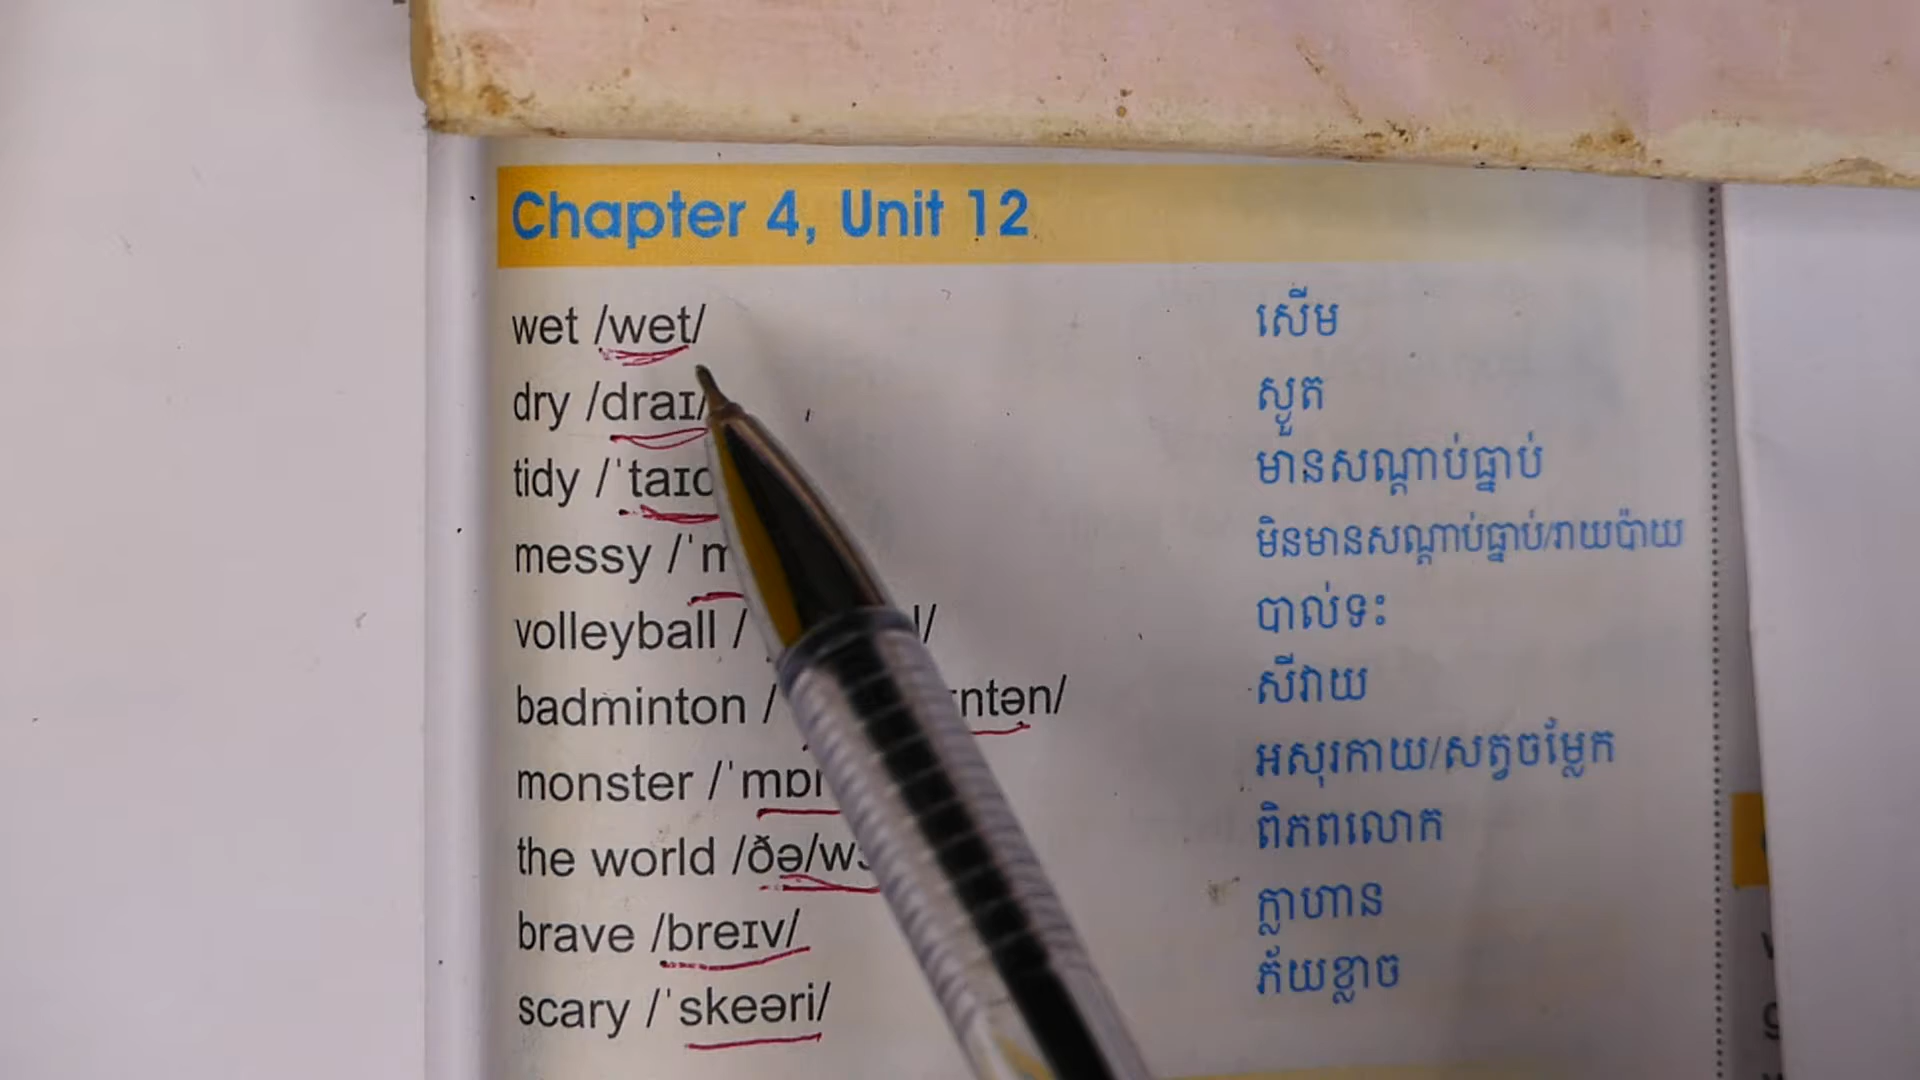 Chapter 4, Unit 12
wet /wet/ សើម
dry /draɪ/ ស្ងួត
tidy /ˈtaɪd មានសណ្ដាប់ធ្នាប់
messy /ˈm មិនមានសណ្ដាប់ធ្នាប់/រាយប៉ាយ
volleyball / l/ បាល់ទះ
badminton / ntən/ សីវាយ
monster /ˈmɒn អសុរកាយ/សត្វចម្លែក
the world /ðə/wɜ ពិភពលោក
brave /breɪv/ ក្លាហាន
scary /ˈskeəri/ ភ័យខ្លាច